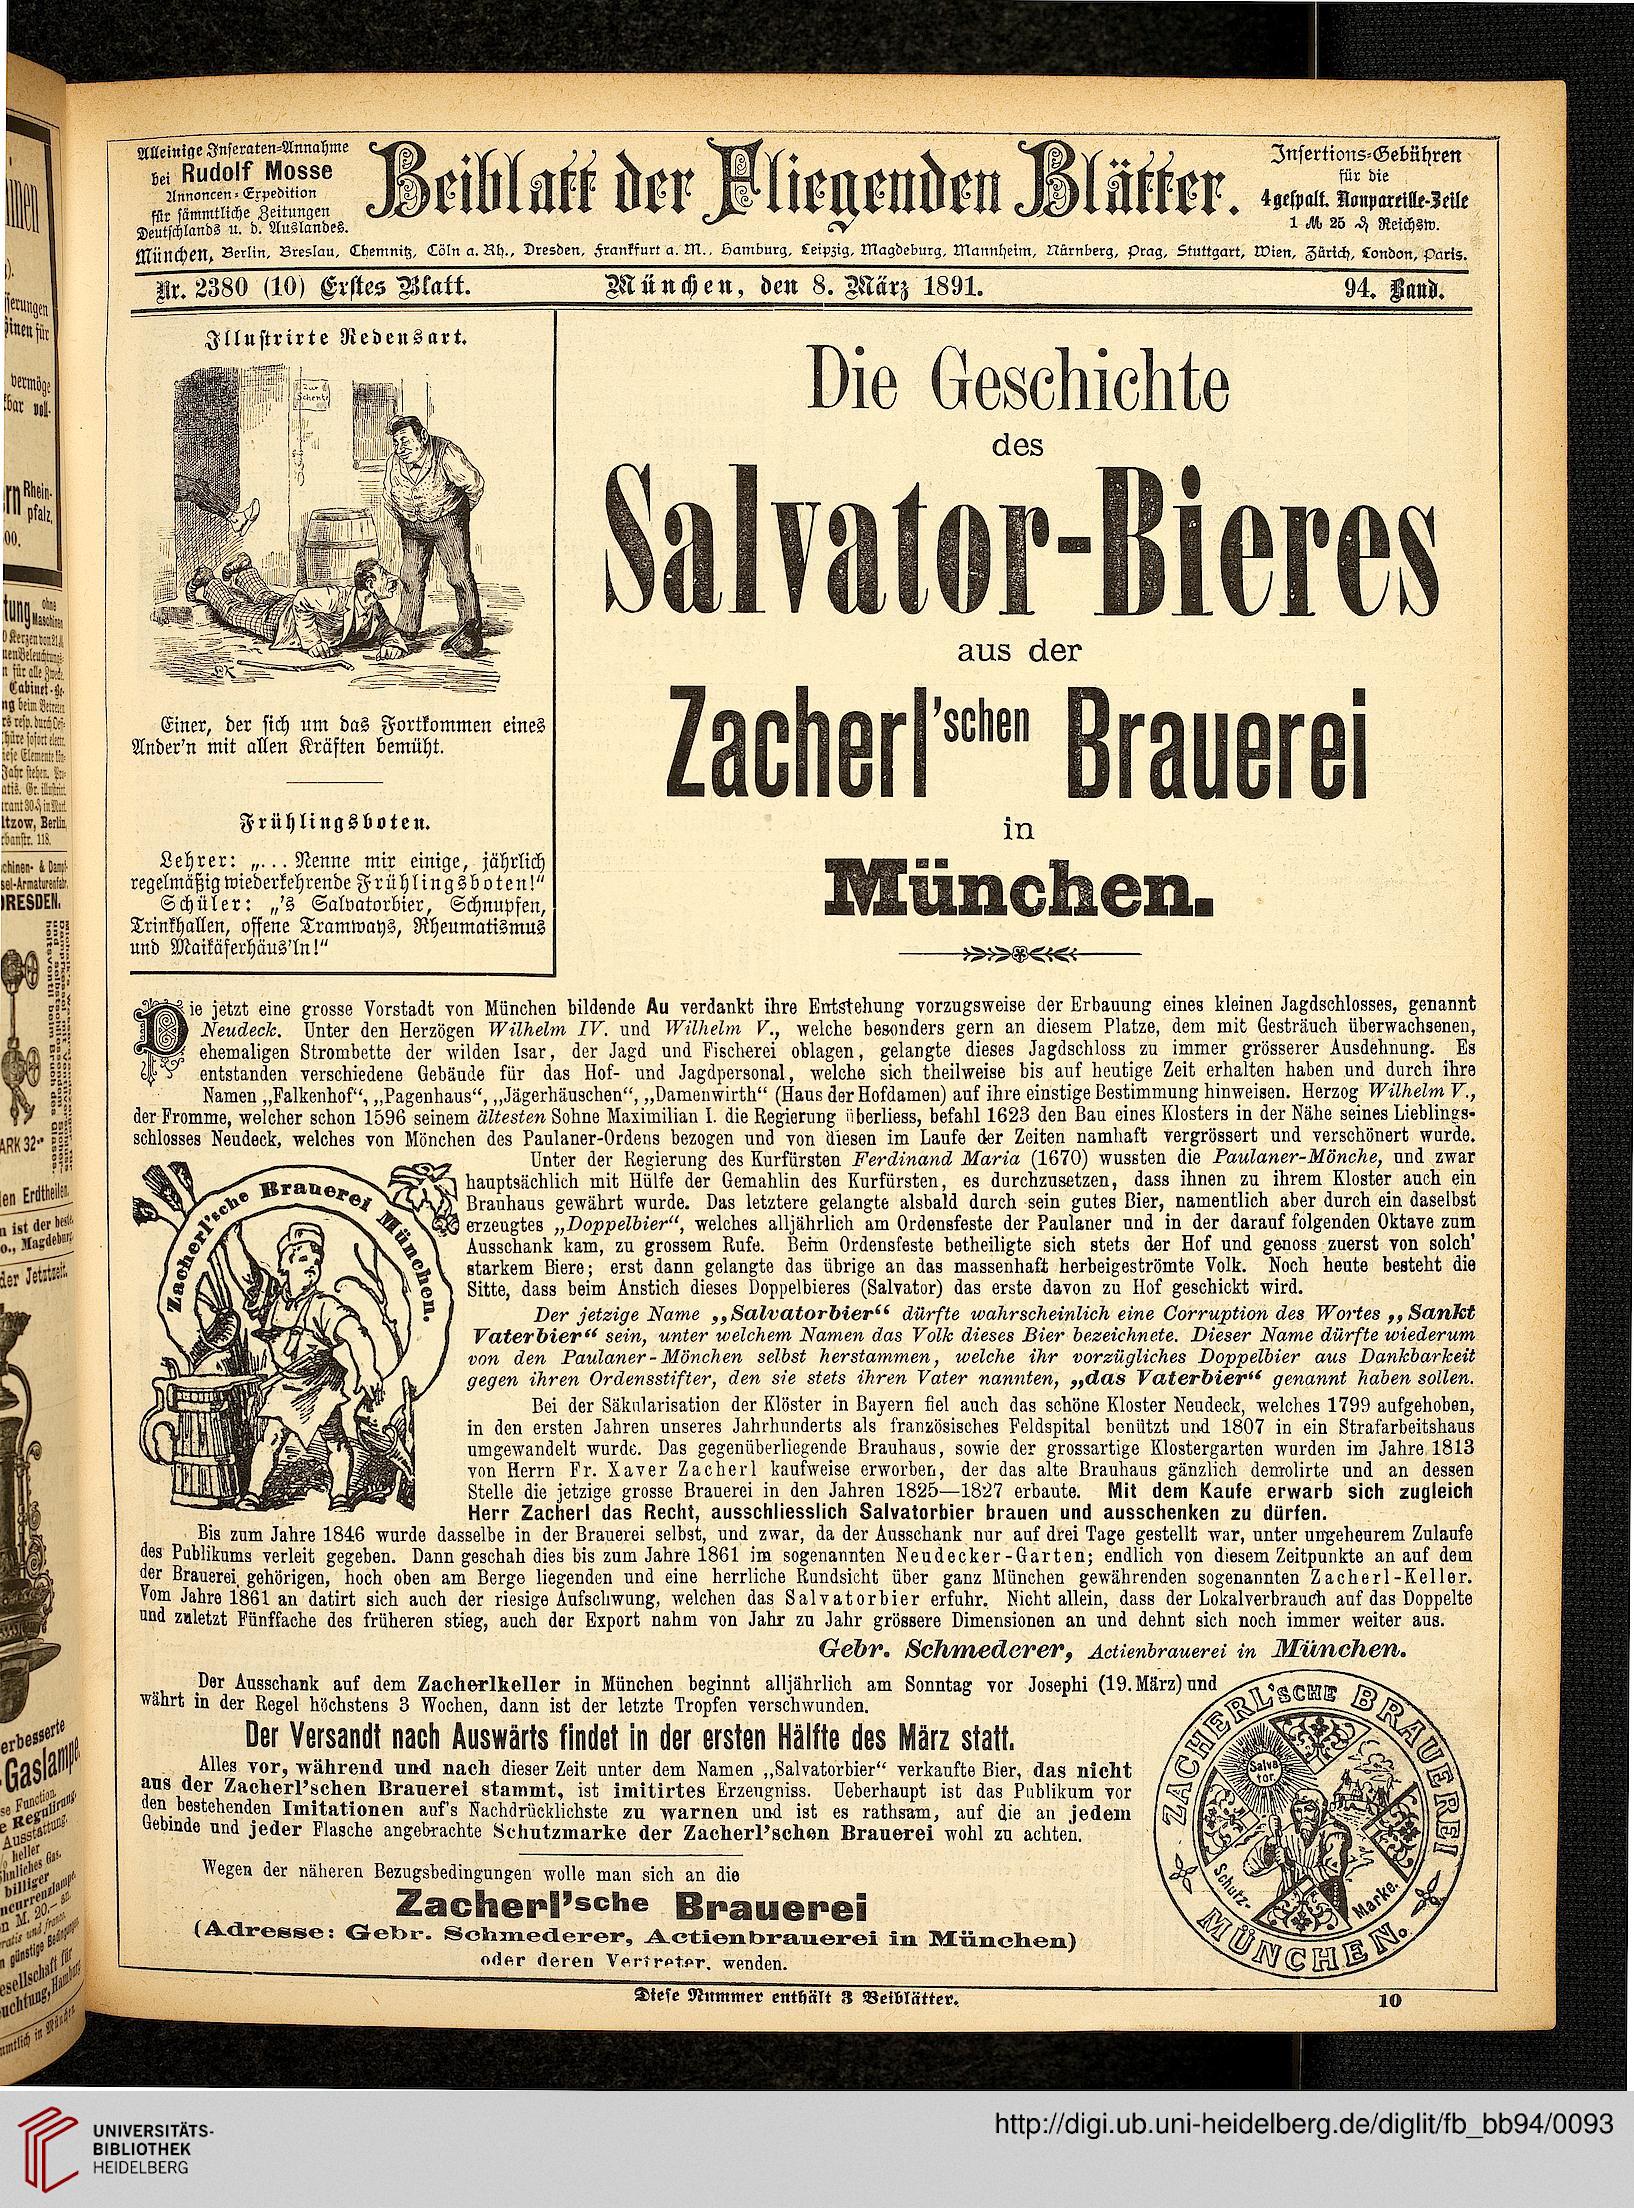 Alleinige Inseraten-Annahme
bei Rudolf Mosse
Annoncen-Expedition
für sämmtliche Zeitungen
Deutschlands u. d. Auslandes.
Beiblatt der Fliegenden Blätter.
Insertions-Gebühren
für die
4gespalt. Nonpareille-Zeile
1 ℳ 25 ₰ Reichsw.
München, Berlin, Breslau, Chemnitz, Cöln a. Rh., Dresden, Frankfurt a. M., Hamburg, Leipzig, Magdeburg, Mannheim, Nürnberg, Prag, Stuttgart, Wien, Zürich, London, Paris.
Nr. 2380 (10) Erstes Blatt. München, den 8. März 1891. 94. Band.
Illustrirte Redensart.
Zur
Schenke
Einer, der sich um das Fortkommen eines
Ander'n mit allen Kräften bemüht.
Frühlingsboten.
Lehrer: „... Nenne mir einige, jährlich
regelmäßig wiederkehrende Frühlingsboten!"
Schüler: „'s Salvatorbier, Schnupfen,
Trinkhallen, offene Tramways, Rheumatismus
und Maikäferhäus'ln!"
Die Geschichte
des
Salvator-Bieres
aus der
Zacherl'schen Brauerei
in
München.
Die jetzt eine grosse Vorstadt von München bildende Au verdankt ihre Entstehung vorzugsweise der Erbauung eines kleinen Jagdschlosses, genannt
Neudeck. Unter den Herzögen Wilhelm IV. und Wilhelm V., welche besonders gern an diesem Platze, dem mit Gesträuch überwachsenen,
ehemaligen Strombette der wilden Isar, der Jagd und Fischerei oblagen, gelangte dieses Jagdschloss zu immer grösserer Ausdehnung. Es
entstanden verschiedene Gebäude für das Hof- und Jagdpersonal, welche sich theilweise bis auf heutige Zeit erhalten haben und durch ihre
Namen „Falkenhof", „Pagenhaus", „Jägerhäuschen", „Damenwirth" (Haus der Hofdamen) auf ihre einstige Bestimmung hinweisen. Herzog Wilhelm V.,
der Fromme, welcher schon 1596 seinem ältesten Sohne Maximilian I. die Regierung überliess, befahl 1623 den Bau eines Klosters in der Nähe seines Lieblings-
schlosses Neudeck, welches von Mönchen des Paulaner-Ordens bezogen und von diesen im Laufe der Zeiten namhaft vergrössert und verschönert wurde.
Unter der Regierung des Kurfürsten Ferdinand Maria (1670) wussten die Paulaner-Mönche, und zwar
hauptsächlich mit Hülfe der Gemahlin des Kurfürsten, es durchzusetzen, dass ihnen zu ihrem Kloster auch ein
Brauhaus gewährt wurde. Das letztere gelangte alsbald durch sein gutes Bier, namentlich aber durch ein daselbst
erzeugtes „Doppelbier", welches alljährlich am Ordensfeste der Paulaner und in der darauf folgenden Oktave zum
Ausschank kam, zu grossem Rufe. Beim Ordensfeste betheiligte sich stets der Hof und genoss zuerst von solch'
starkem Biere; erst dann gelangte das übrige an das massenhaft herbeigeströmte Volk. Noch heute besteht die
Sitte, dass beim Anstich dieses Doppelbieres (Salvator) das erste davon zu Hof geschickt wird.
Der jetzige Name „Salvatorbier" dürfte wahrscheinlich eine Corruption des Wortes „Sankt
Vaterbier" sein, unter welchem Namen das Volk dieses Bier bezeichnete. Dieser Name dürfte wiederum
von den Paulaner-Mönchen selbst herstammen, welche ihr vorzügliches Doppelbier aus Dankbarkeit
gegen ihren Ordensstifter, den sie stets ihren Vater nannten, „das Vaterbier" genannt haben sollen.
Bei der Säkularisation der Klöster in Bayern fiel auch das schöne Kloster Neudeck, welches 1799 aufgehoben,
in den ersten Jahren unseres Jahrhunderts als französisches Feldspital benützt und 1807 in ein Strafarbeitshaus
umgewandelt wurde. Das gegenüberliegende Brauhaus, sowie der grossartige Klostergarten wurden im Jahre 1813
von Herrn Fr. Xaver Zacherl kaufweise erworben, der das alte Brauhaus gänzlich demolirte und an dessen
Stelle die jetzige grosse Brauerei in den Jahren 1825—1827 erbaute. Mit dem Kaufe erwarb sich zugleich
Herr Zacherl das Recht, ausschliesslich Salvatorbier brauen und ausschenken zu dürfen.
Zacherl'sche Brauerei München.
Bis zum Jahre 1846 wurde dasselbe in der Brauerei selbst, und zwar, da der Ausschank nur auf drei Tage gestellt war, unter ungeheurem Zulaufe
des Publikums verleit gegeben. Dann geschah dies bis zum Jahre 1861 im sogenannten Neudecker-Garten; endlich von diesem Zeitpunkte an auf dem
der Brauerei gehörigen, hoch oben am Berge liegenden und eine herrliche Rundsicht über ganz München gewährenden sogenannten Zacherl-Keller.
Vom Jahre 1861 an datirt sich auch der riesige Aufschwung, welchen das Salvatorbier erfuhr. Nicht allein, dass der Lokalverbrauch auf das Doppelte
und zuletzt Fünffache des früheren stieg, auch der Export nahm von Jahr zu Jahr grössere Dimensionen an und dehnt sich noch immer weiter aus.
Gebr. Schmederer, Actienbrauerei in München.
Der Ausschank auf dem Zacherlkeller in München beginnt alljährlich am Sonntag vor Josephi (19. März) und
währt in der Regel höchstens 3 Wochen, dann ist der letzte Tropfen verschwunden.
Der Versandt nach Auswärts findet in der ersten Hälfte des März statt.
Alles vor, während und nach dieser Zeit unter dem Namen „Salvatorbier" verkaufte Bier, das nicht
aus der Zacherl'schen Brauerei stammt, ist imitirtes Erzeugniss. Ueberhaupt ist das Publikum vor
den bestehenden Imitationen auf's Nachdrücklichste zu warnen und ist es rathsam, auf die an jedem
Gebinde und jeder Flasche angebrachte Schutzmarke der Zacherl'schen Brauerei wohl zu achten.
Wegen der näheren Bezugsbedingungen wolle man sich an die
Zacherl'sche Brauerei
(Adresse: Gebr. Schmederer, Actienbrauerei in München)
oder deren Vertreter. wenden.
ZACHERL'SCHE BRAUEREI
MÜNCHEN.
Salva
tor
Schutz-
Marke.
Diese Nummer enthält 3 Beiblätter.
10
UNIVERSITÄTS-
BIBLIOTHEK
HEIDELBERG
http://digi.ub.uni-heidelberg.de/diglit/fb_bb94/0093